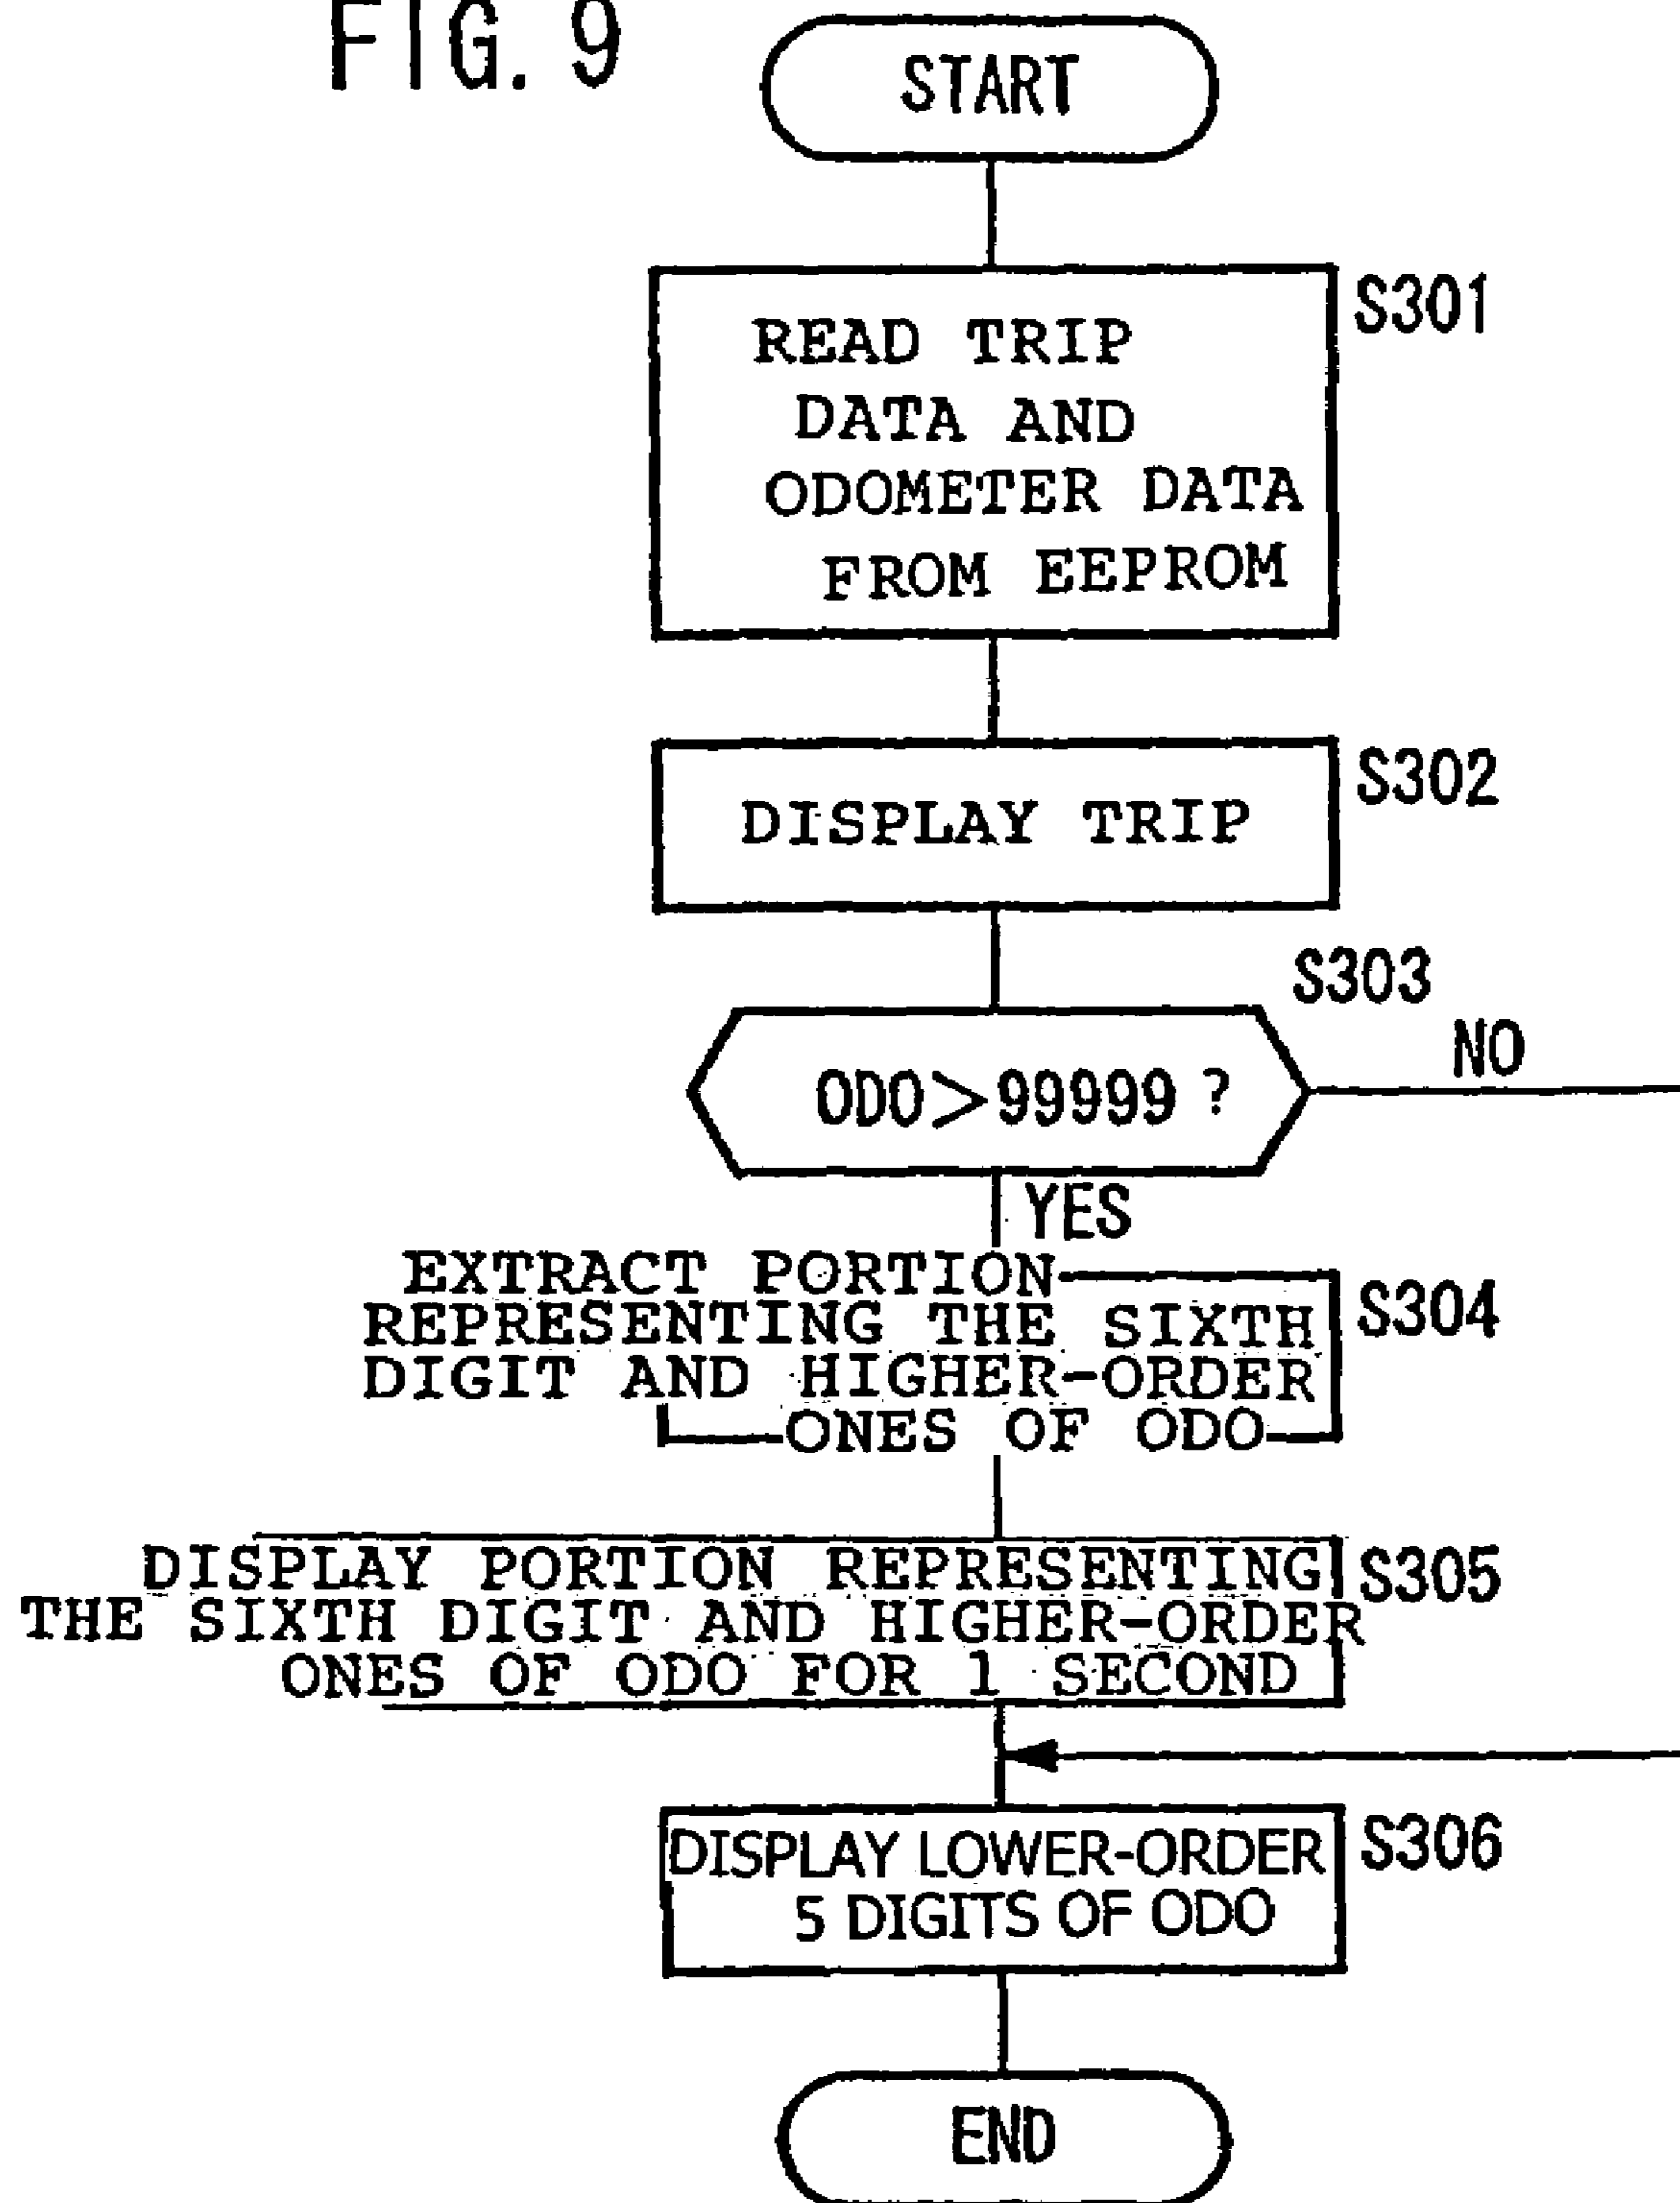 FIG. 9
START
S301
READ TRIP
DATA AND
ODOMETER DATA
FROM EEPROM
S302
DISPLAY TRIP
S303
ODO>99999 ?
NO
YES
S304
EXTRACT PORTION
REPRESENTING THE SIXTH
DIGIT AND HIGHER-ORDER
ONES OF ODO
S305
DISPLAY PORTION REPRESENTING
THE SIXTH DIGIT AND HIGHER-ORDER
ONES OF ODO FOR 1 SECOND
S306
DISPLAY LOWER-ORDER
5 DIGITS OF ODO
END